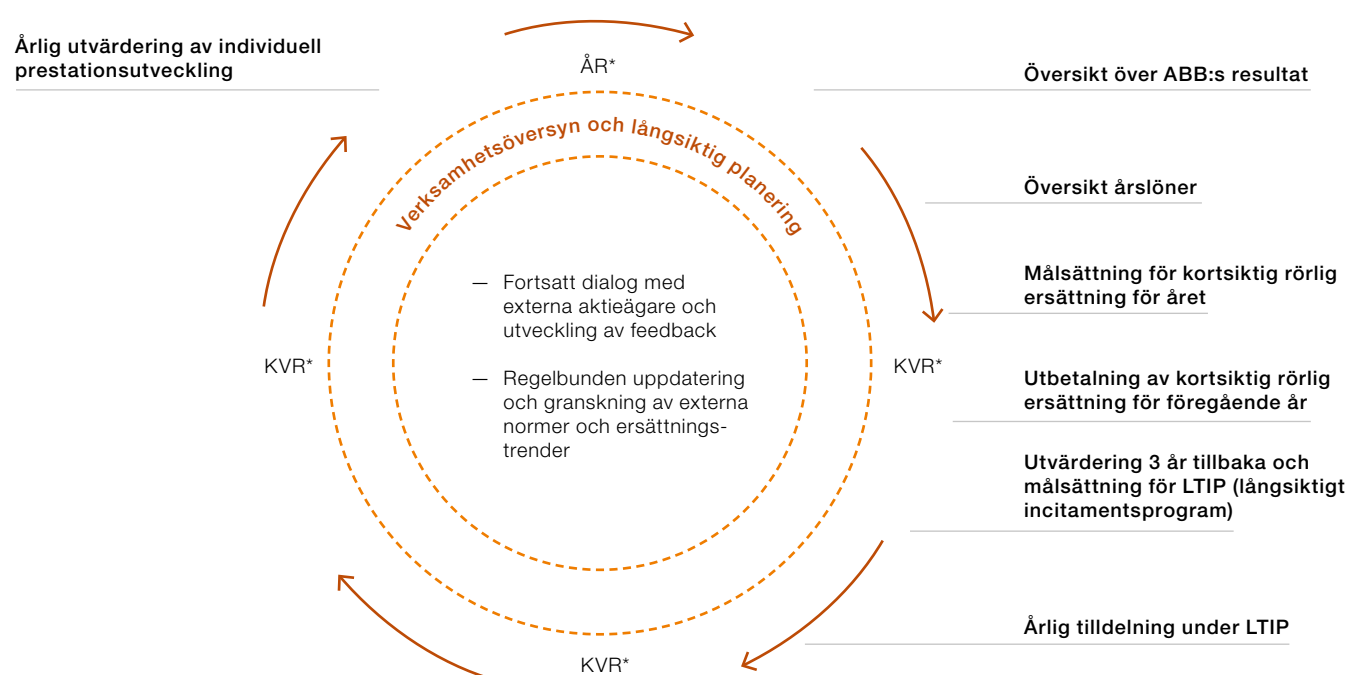 Årlig utvärdering av individuell
prestationsutveckling
ÅR*
Översikt över ABB:s resultat
Verksamhetsöversyn och långsiktig planering
Översikt årslöner
Målsättning för kortsiktig rörlig
ersättning för året
— Fortsatt dialog med
externa aktieägare och
utveckling av feedback
KVR*
KVR*
— Regelbunden uppdatering
och granskning av externa
normer och ersättnings-
trender
Utbetalning av kortsiktig rörlig
ersättning för föregående år
Utvärdering 3 år tillbaka och
målsättning för LTIP (långsiktigt
incitamentsprogram)
Årlig tilldelning under LTIP
KVR*